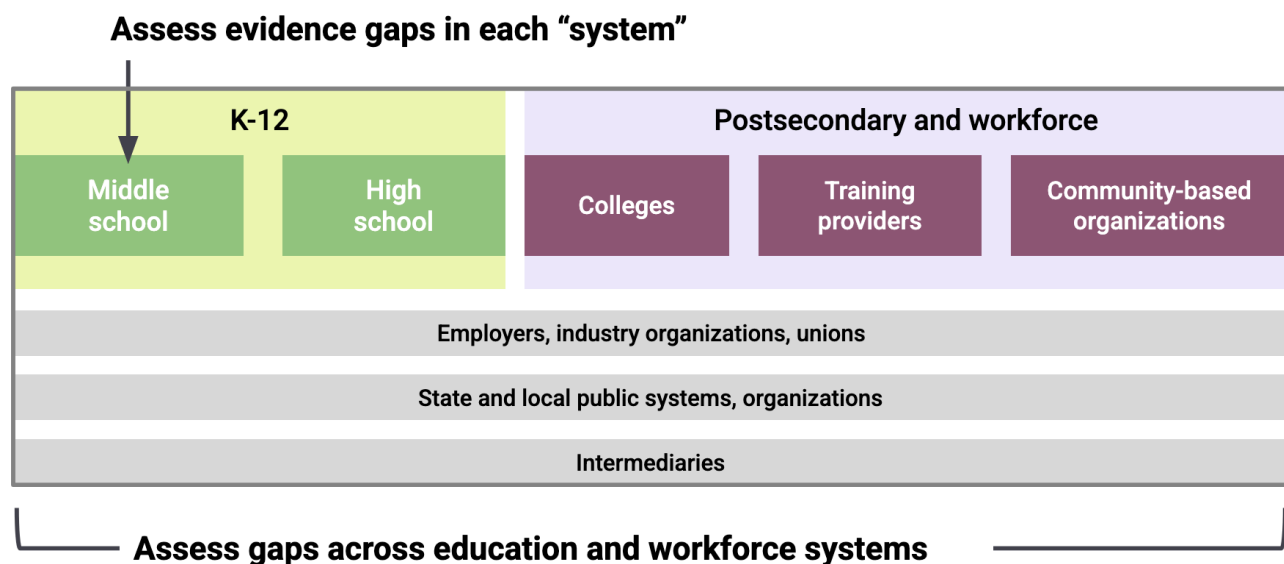 Assess evidence gaps in each “system”
K-12
Postsecondary and workforce
Middle
school
High
school
Colleges
Training
providers
Community-based
organizations
Employers, industry organizations, unions
State and local public systems, organizations
Intermediaries
Assess gaps across education and workforce systems